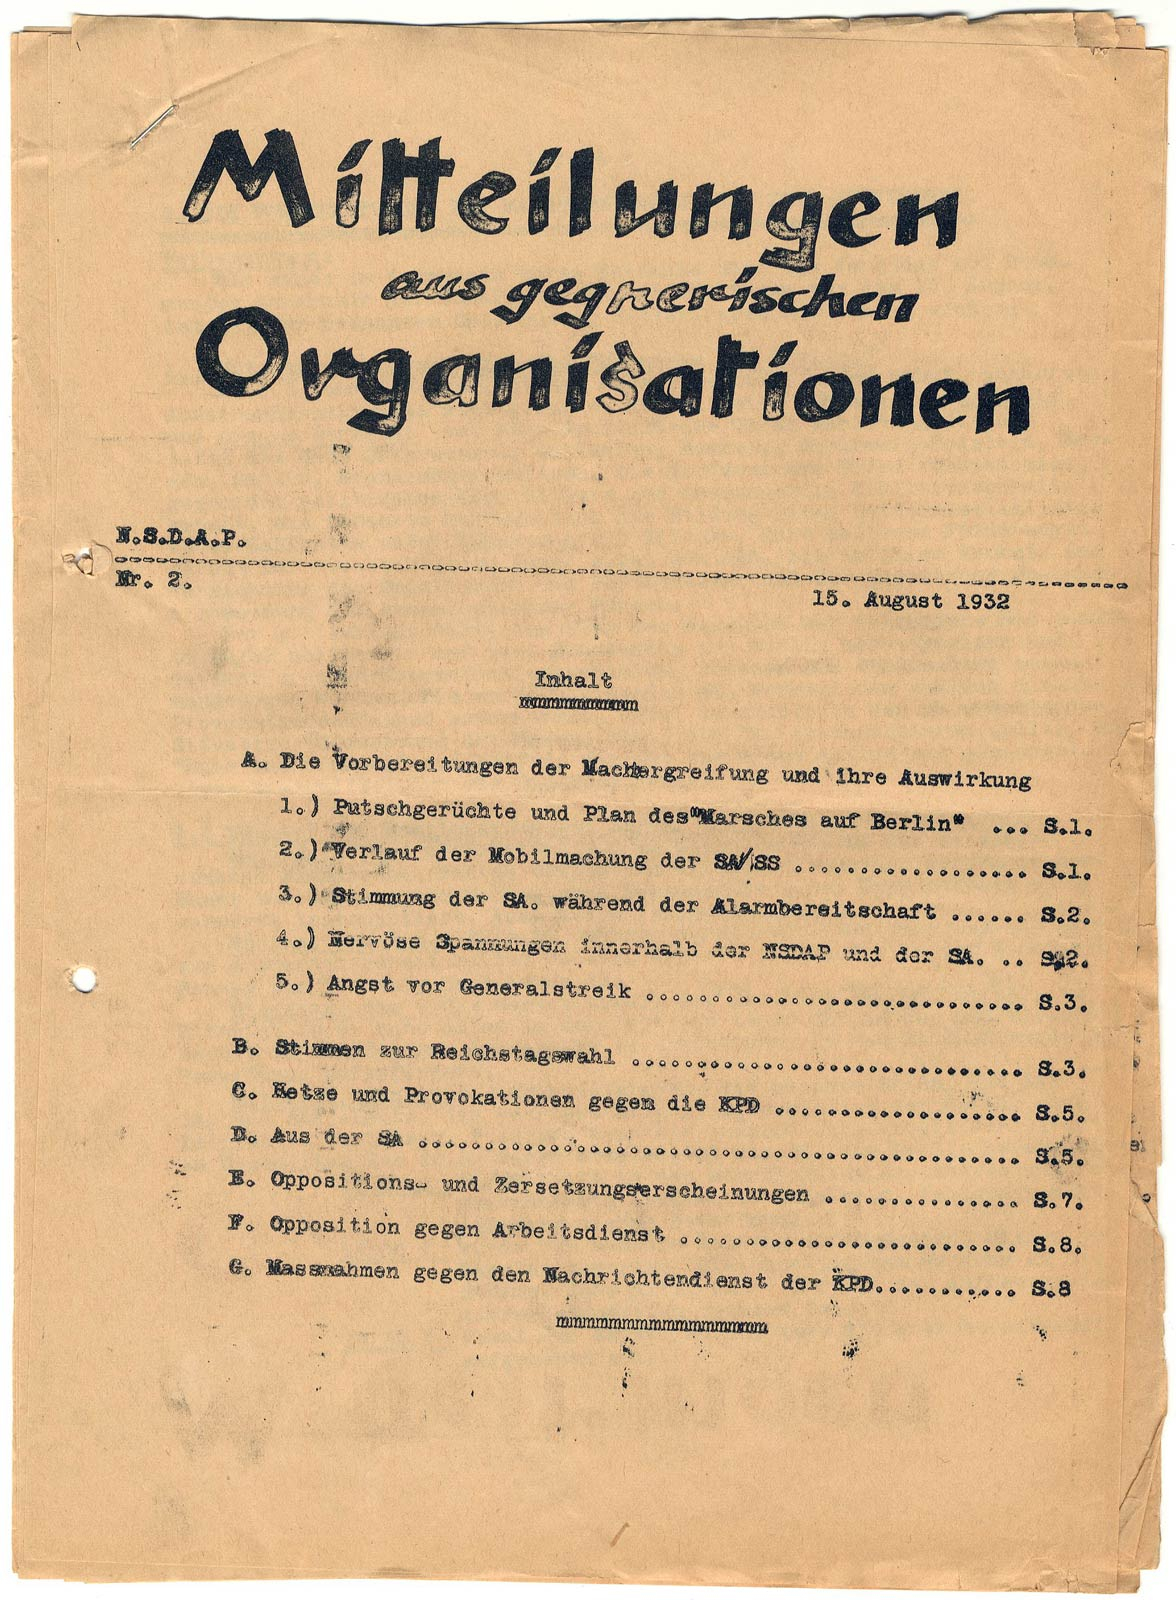 Mitteilungen
aus gegnerischen
Organisationen
N.S.D.A.P.
Nr. 2.
15. August 1932
Inhalt
A. Die Vorbereitungen der Machtergreifung und ihre Auswirkung
1.) Putschgerüchte und Plan des "Marsches auf Berlin" ... S.1.
2.) Verlauf der Mobilmachung der SA/SS .................. S.1.
3.) Stimmung der SA. während der Alarmbereitschaft ...... S.2.
4.) Nervöse Spannungen innerhalb der NSDAP und der SA. .. S.2.
5.) Angst vor Generalstreik ............................. S.3.
B. Stimmen zur Reichstagswahl .............................. S.3.
C. Hetze und Provokationen gegen die KPD ................... S.5.
D. Aus der SA .............................................. S.5.
E. Oppositions- und Zersetzungserscheinungen ............... S.7.
F. Opposition gegen Arbeitsdienst .......................... S.8.
G. Massnahmen gegen den Nachrichtendienst der KPD............. S.8